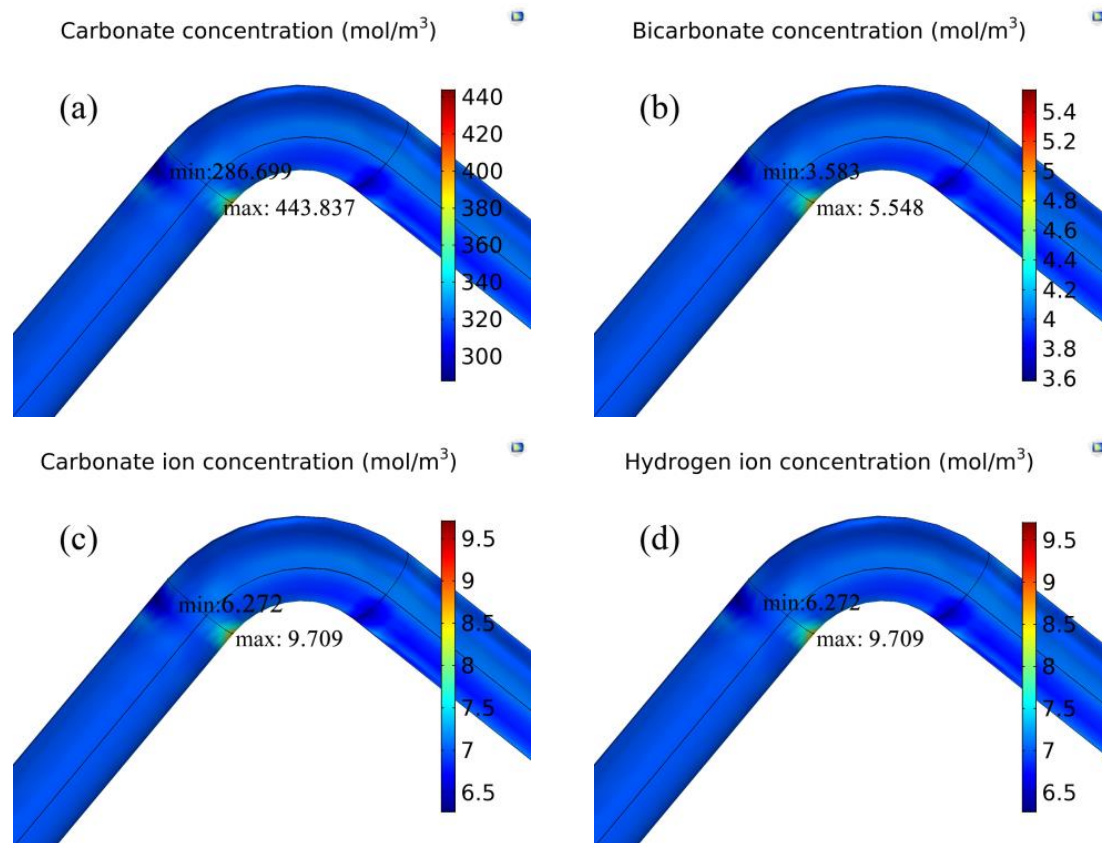 Carbonate concentration (mol/m³)
(a)
min:286.699
max: 443.837
440
420
400
380
360
340
320
300
Bicarbonate concentration (mol/m³)
(b)
min:3.583
max: 5.548
5.4
5.2
5
4.8
4.6
4.4
4.2
4
3.8
3.6
Carbonate ion concentration (mol/m³)
(c)
min:6.272
max: 9.709
9.5
9
8.5
8
7.5
7
6.5
Hydrogen ion concentration (mol/m³)
(d)
min:6.272
max: 9.709
9.5
9
8.5
8
7.5
7
6.5